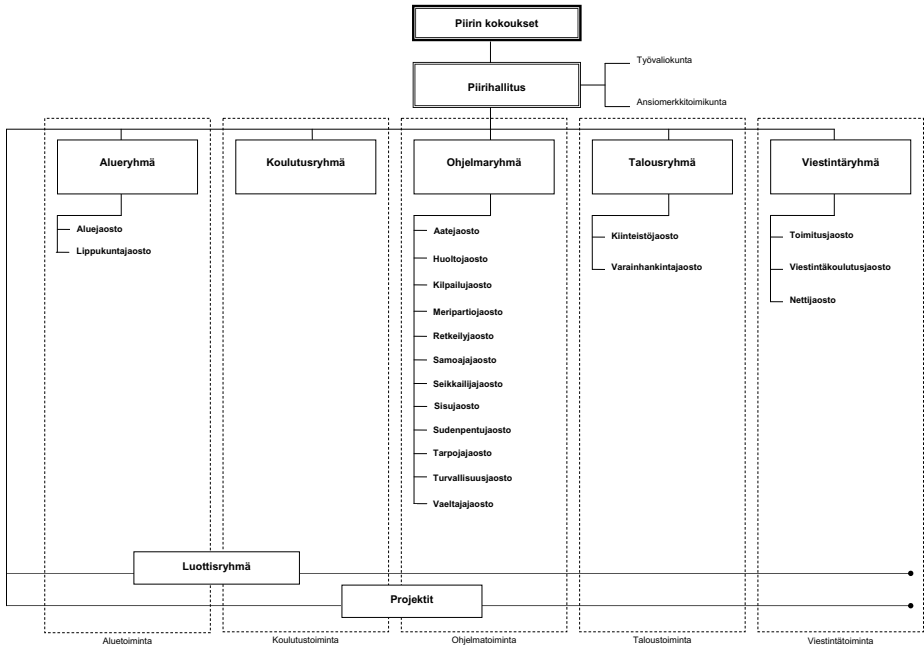 Piirin kokoukset
Piirihallitus
Työvaliokunta
Ansiomerkkitoimikunta
Alueryhmä
Koulutusryhmä
Ohjelmaryhmä
Talousryhmä
Viestintäryhmä
Aluejaosto
Lippukuntajaosto
Aatejaosto
Huoltojaosto
Kilpailujaosto
Meripartiojaosto
Retkeilyjaosto
Samoajajaosto
Seikkailijajaosto
Sisujaosto
Sudenpentujaosto
Tarpojajaosto
Turvallisuusjaosto
Vaeltajajaosto
Kiinteistöjaosto
Varainhankintajaosto
Toimitusjaosto
Viestintäkoulutusjaosto
Nettijaosto
Luottisryhmä
Projektit
Aluetoiminta
Koulutustoiminta
Ohjelmatoiminta
Taloustoiminta
Viestintätoiminta